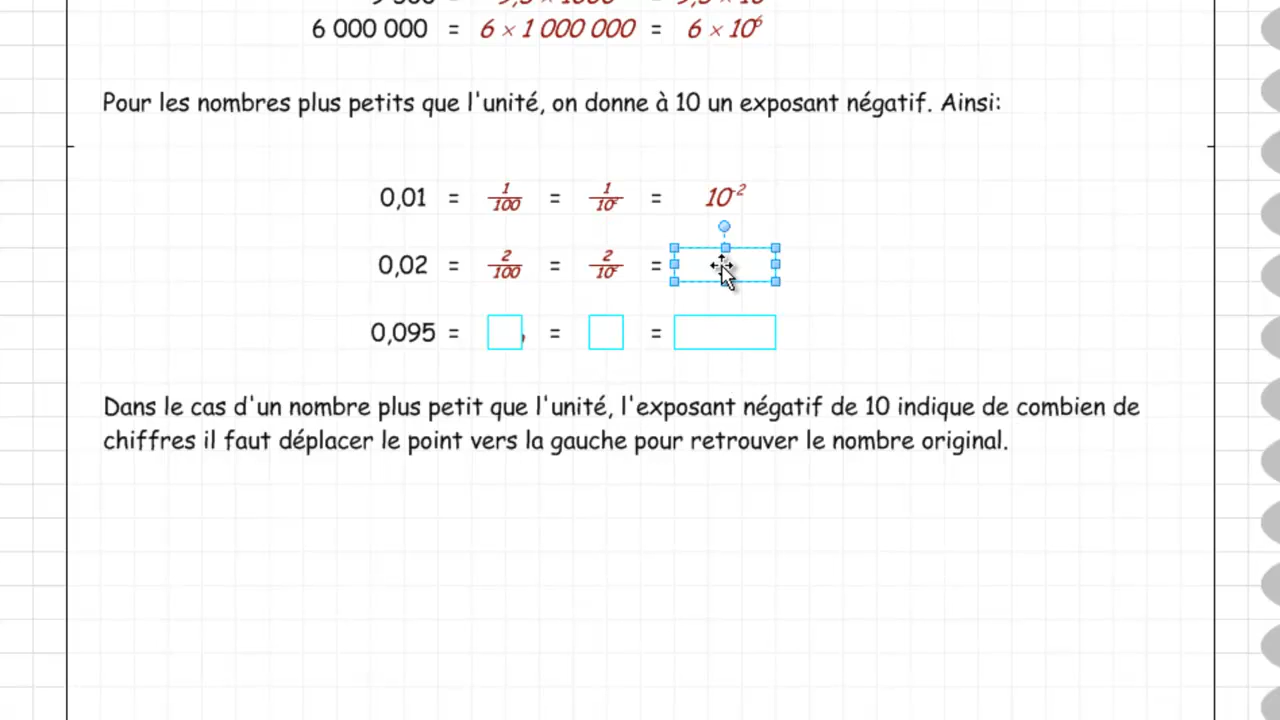 6 000 000 = 6 × 1 000 000 = 6 × 10⁶
Pour les nombres plus petits que l'unité, on donne à 10 un exposant négatif. Ainsi:
0,01 = 1/100 = 1/10² = 10⁻²
0,02 = 2/100 = 2/10² =
0,095 = , = =
Dans le cas d'un nombre plus petit que l'unité, l'exposant négatif de 10 indique de combien de
chiffres il faut déplacer le point vers la gauche pour retrouver le nombre original.